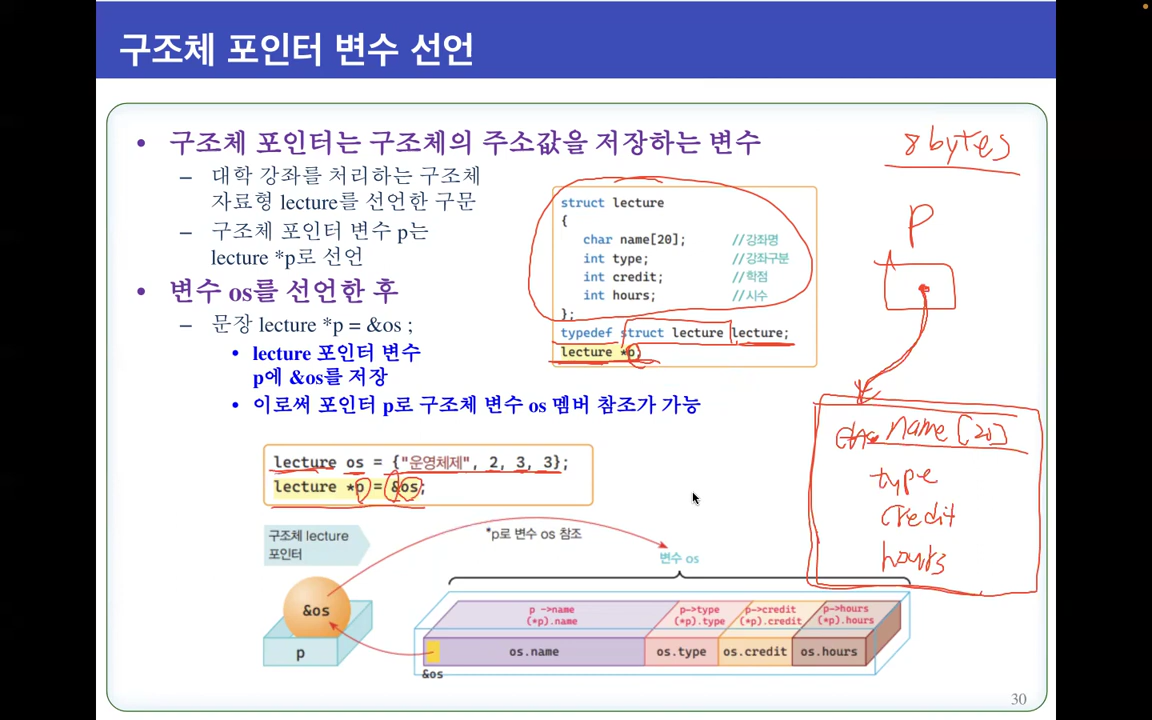 구조체 포인터 변수 선언
• 구조체 포인터는 구조체의 주소값을 저장하는 변수
– 대학 강좌를 처리하는 구조체
자료형 lecture를 선언한 구문
– 구조체 포인터 변수 p는
lecture *p로 선언
• 변수 os를 선언한 후
– 문장 lecture *p = &os ;
• lecture 포인터 변수
p에 &os를 저장
• 이로써 포인터 p로 구조체 변수 os 멤버 참조가 가능
struct lecture
{
char name[20]; //강좌명
int type; //강좌구분
int credit; //학점
int hours; //시수
};
typedef struct lecture lecture;
lecture *p;
8bytes
P
name [20]
type
credit
hours
lecture os = {"운영체제", 2, 3, 3};
lecture *p = &os;
구조체 lecture
포인터
*p로 변수 os 참조
변수 os
&os
p
p ->name
(*p).name
p->type
(*p).type
p->credit
(*p).credit
p->hours
(*p).hours
os.name
os.type
os.credit
os.hours
&os
30